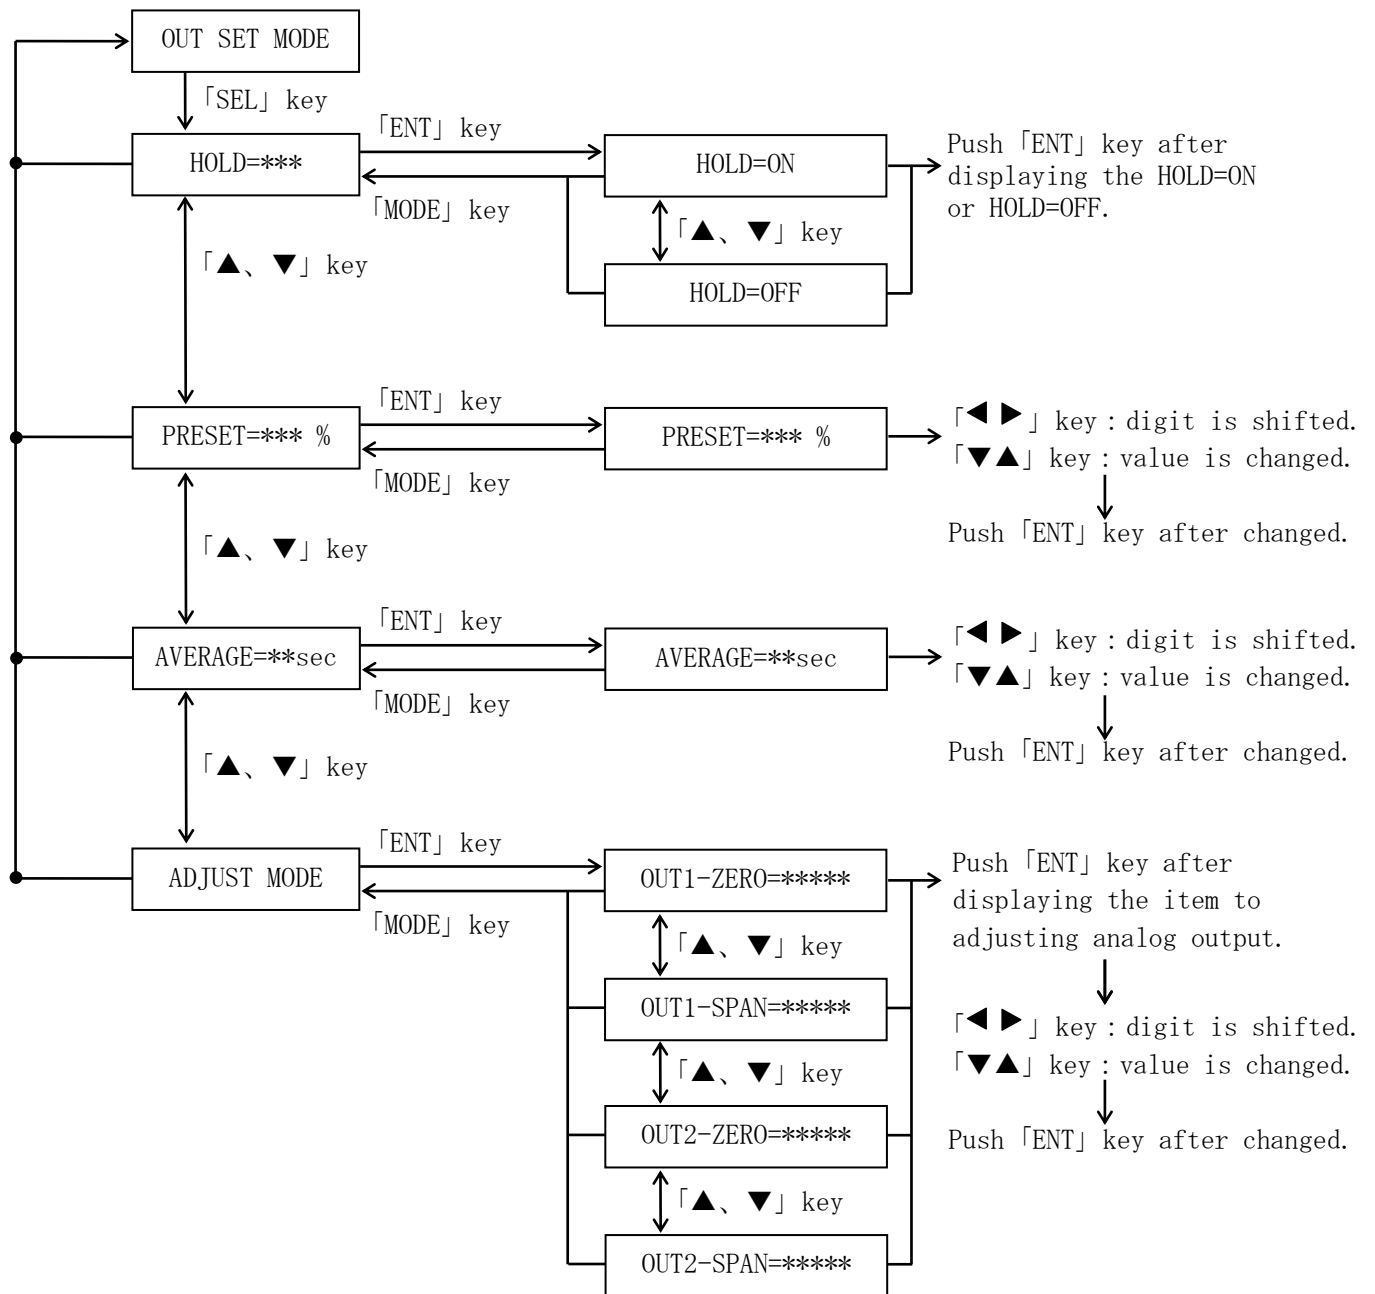 OUT SET MODE
「SEL」 key
HOLD=***
「ENT」 key
「MODE」 key
HOLD=ON
「▲、▼」 key
HOLD=OFF
Push 「ENT」 key after
displaying the HOLD=ON
or HOLD=OFF.
「▲、▼」 key
PRESET=*** %
「ENT」 key
「MODE」 key
PRESET=*** %
「◀ ▶」 key：digit is shifted.
「▼▲」 key：value is changed.
Push 「ENT」 key after changed.
「▲、▼」 key
AVERAGE=**sec
「ENT」 key
「MODE」 key
AVERAGE=**sec
「◀ ▶」 key：digit is shifted.
「▼▲」 key：value is changed.
Push 「ENT」 key after changed.
「▲、▼」 key
ADJUST MODE
「ENT」 key
「MODE」 key
OUT1-ZERO=*****
「▲、▼」 key
OUT1-SPAN=*****
「▲、▼」 key
OUT2-ZERO=*****
「▲、▼」 key
OUT2-SPAN=*****
Push 「ENT」 key after
displaying the item to
adjusting analog output.
「◀ ▶」 key：digit is shifted.
「▼▲」 key：value is changed.
Push 「ENT」 key after changed.